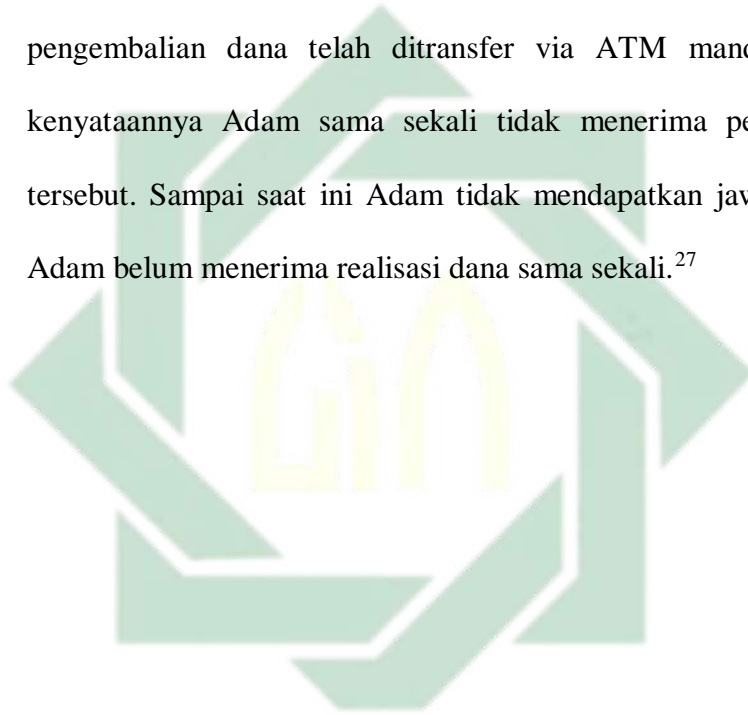 pengembalian dana telah ditransfer via ATM
kenyataannya Adam sama sekali tidak menerima
tersebut. Sampai saat ini Adam tidak mendapatkan
Adam belum menerima realisasi dana sama sekali.27